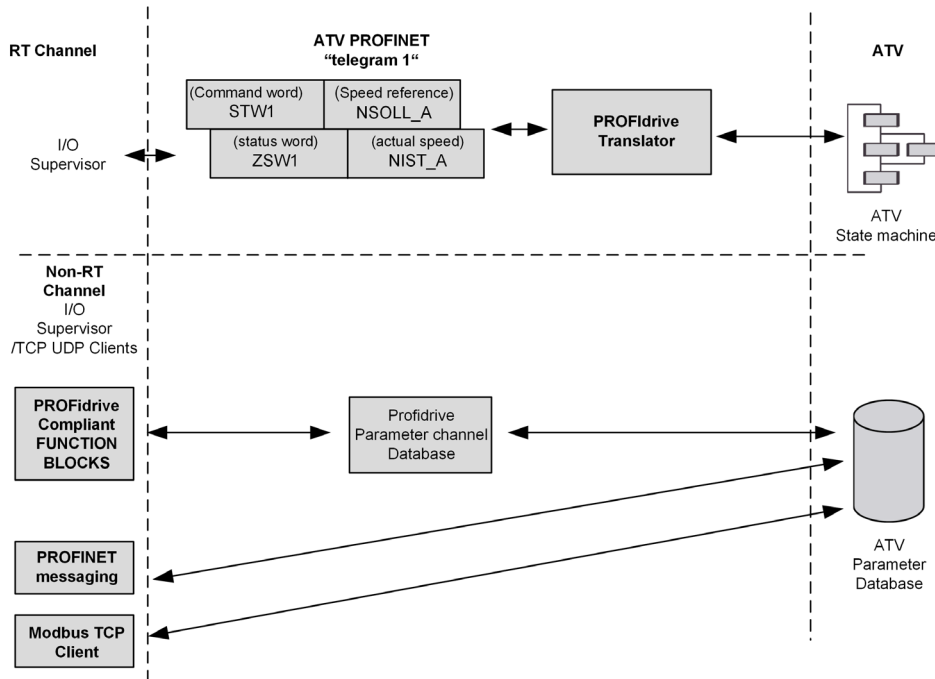 RT Channel
ATV PROFINET
“telegram 1“
ATV
(Command word)
STW1
(Speed reference)
NSOLL_A
(status word)
ZSW1
(actual speed)
NIST_A
PROFIdrive
Translator
I/O
Supervisor
ATV
State machine
Non-RT
Channel
I/O
Supervisor
/TCP UDP Clients
PROFidrive
Compliant
FUNCTION
BLOCKS
Profidrive
Parameter channel
Database
PROFINET
messaging
ATV
Parameter
Database
Modbus TCP
Client